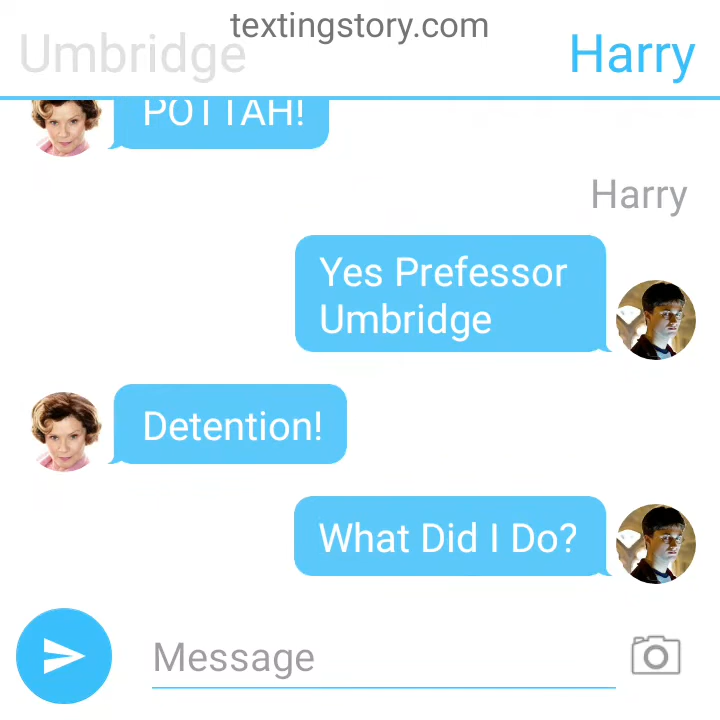 textingstory.com
Umbridge
Harry
POTTAH!
Harry
Yes Prefessor
Umbridge
Detention!
What Did I Do?
Message